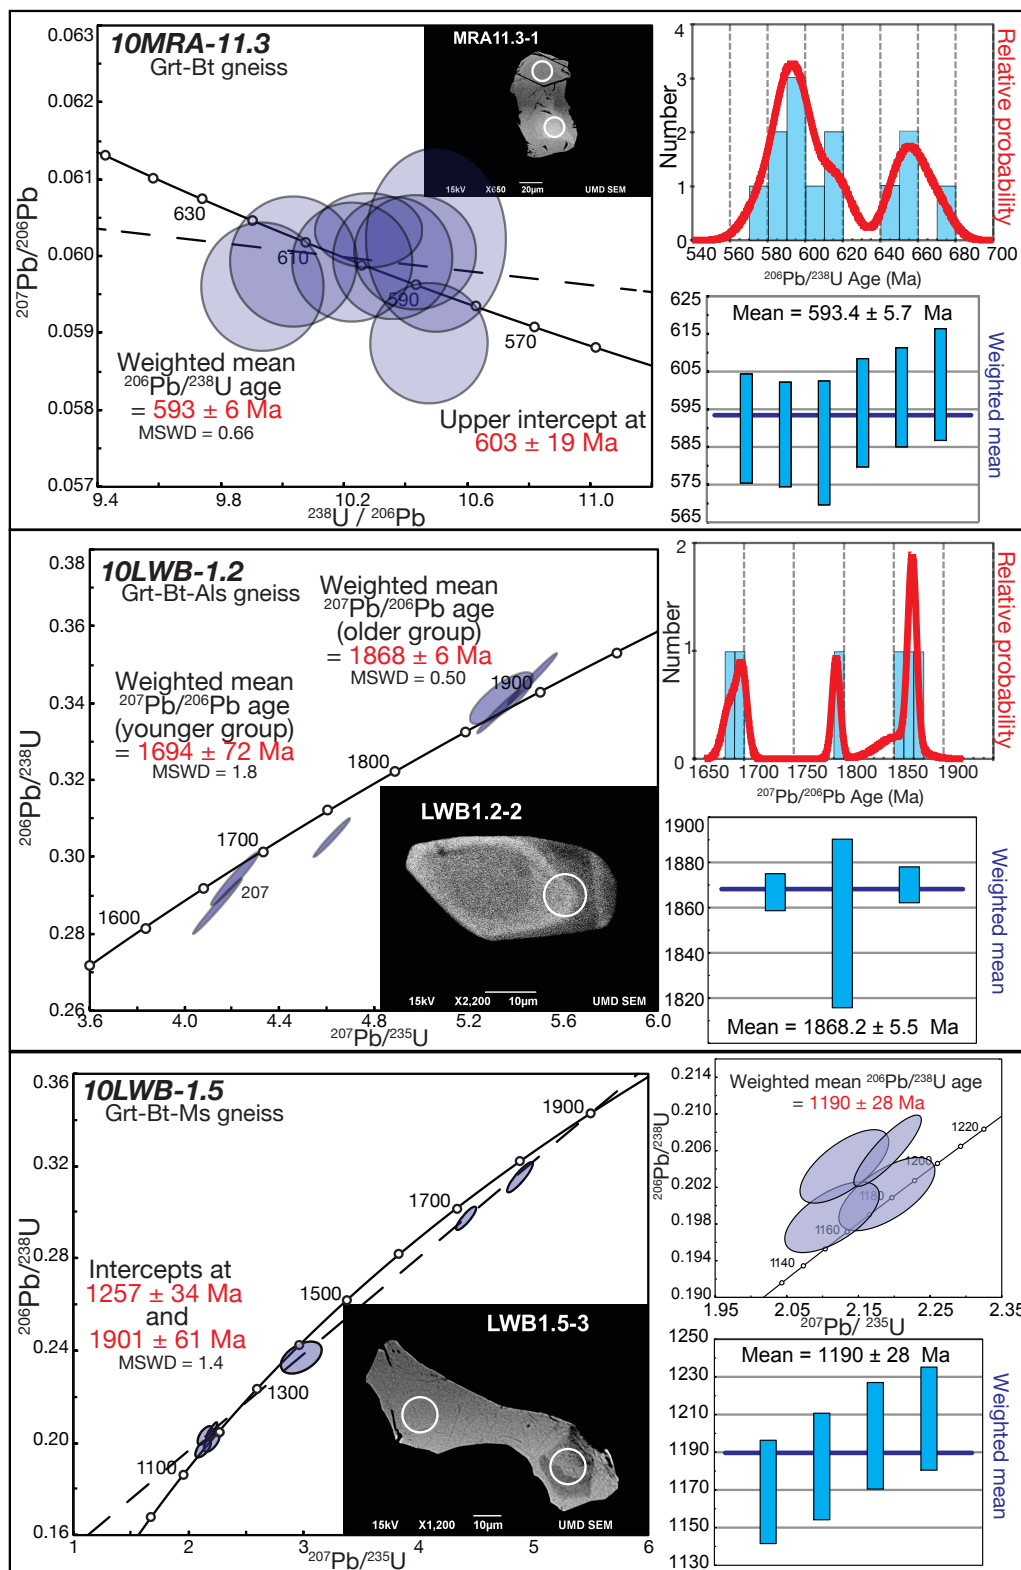 10MRA-11.3
Grt-Bt gneiss
0.063
0.062
0.061
0.060
0.059
0.058
0.057
²⁰⁷Pb/²⁰⁶Pb
630
610
590
570
Weighted mean
²⁰⁶Pb/²³⁸U age
= 593 ± 6 Ma
MSWD = 0.66
Upper intercept at
603 ± 19 Ma
9.4 9.8 10.2 10.6 11.0
²³⁸U / ²⁰⁶Pb
MRA11.3-1
15kV X650 20µm UMD SEM
4
3
2
1
0
Number
Relative probability
540 560 580 600 620 640 660 680 700
²⁰⁶Pb/²³⁸U Age (Ma)
625
615
605
595
585
575
565
Mean = 593.4 ± 5.7 Ma
Weighted mean
10LWB-1.2
Grt-Bt-Als gneiss
0.38
0.36
0.34
0.32
0.30
0.28
0.26
²⁰⁶Pb/²³⁸U
Weighted mean
²⁰⁷Pb/²⁰⁶Pb age
(older group)
= 1868 ± 6 Ma
MSWD = 0.50
Weighted mean
²⁰⁷Pb/²⁰⁶Pb age
(younger group)
= 1694 ± 72 Ma
MSWD = 1.8
1900
1800
1700
207
1600
3.6 4.0 4.4 4.8 5.2 5.6 6.0
²⁰⁷Pb/²³⁵U
LWB1.2-2
15kV X2,200 10µm UMD SEM
2
1
0
Number
Relative probability
1650 1700 1750 1800 1850 1900
²⁰⁷Pb/²⁰⁶Pb Age (Ma)
1900
1880
1860
1840
1820
Mean = 1868.2 ± 5.5 Ma
Weighted mean
10LWB-1.5
Grt-Bt-Ms gneiss
0.36
0.32
0.28
0.24
0.20
0.16
²⁰⁶Pb/²³⁸U
1900
1700
1500
1300
1100
Intercepts at
1257 ± 34 Ma
and
1901 ± 61 Ma
MSWD = 1.4
1 2 3 4 5 6
²⁰⁷Pb/²³⁵U
LWB1.5-3
15kV X1,200 10µm UMD SEM
0.214
0.210
0.206
0.202
0.198
0.194
0.190
²⁰⁶Pb/²³⁸U
Weighted mean ²⁰⁶Pb/²³⁸U age
= 1190 ± 28 Ma
1220
1200
1180
1160
1140
1.95 2.05 2.15 2.25 2.35
²⁰⁷Pb/ ²³⁵U
1250
1230
1210
1190
1170
1150
1130
Mean = 1190 ± 28 Ma
Weighted mean